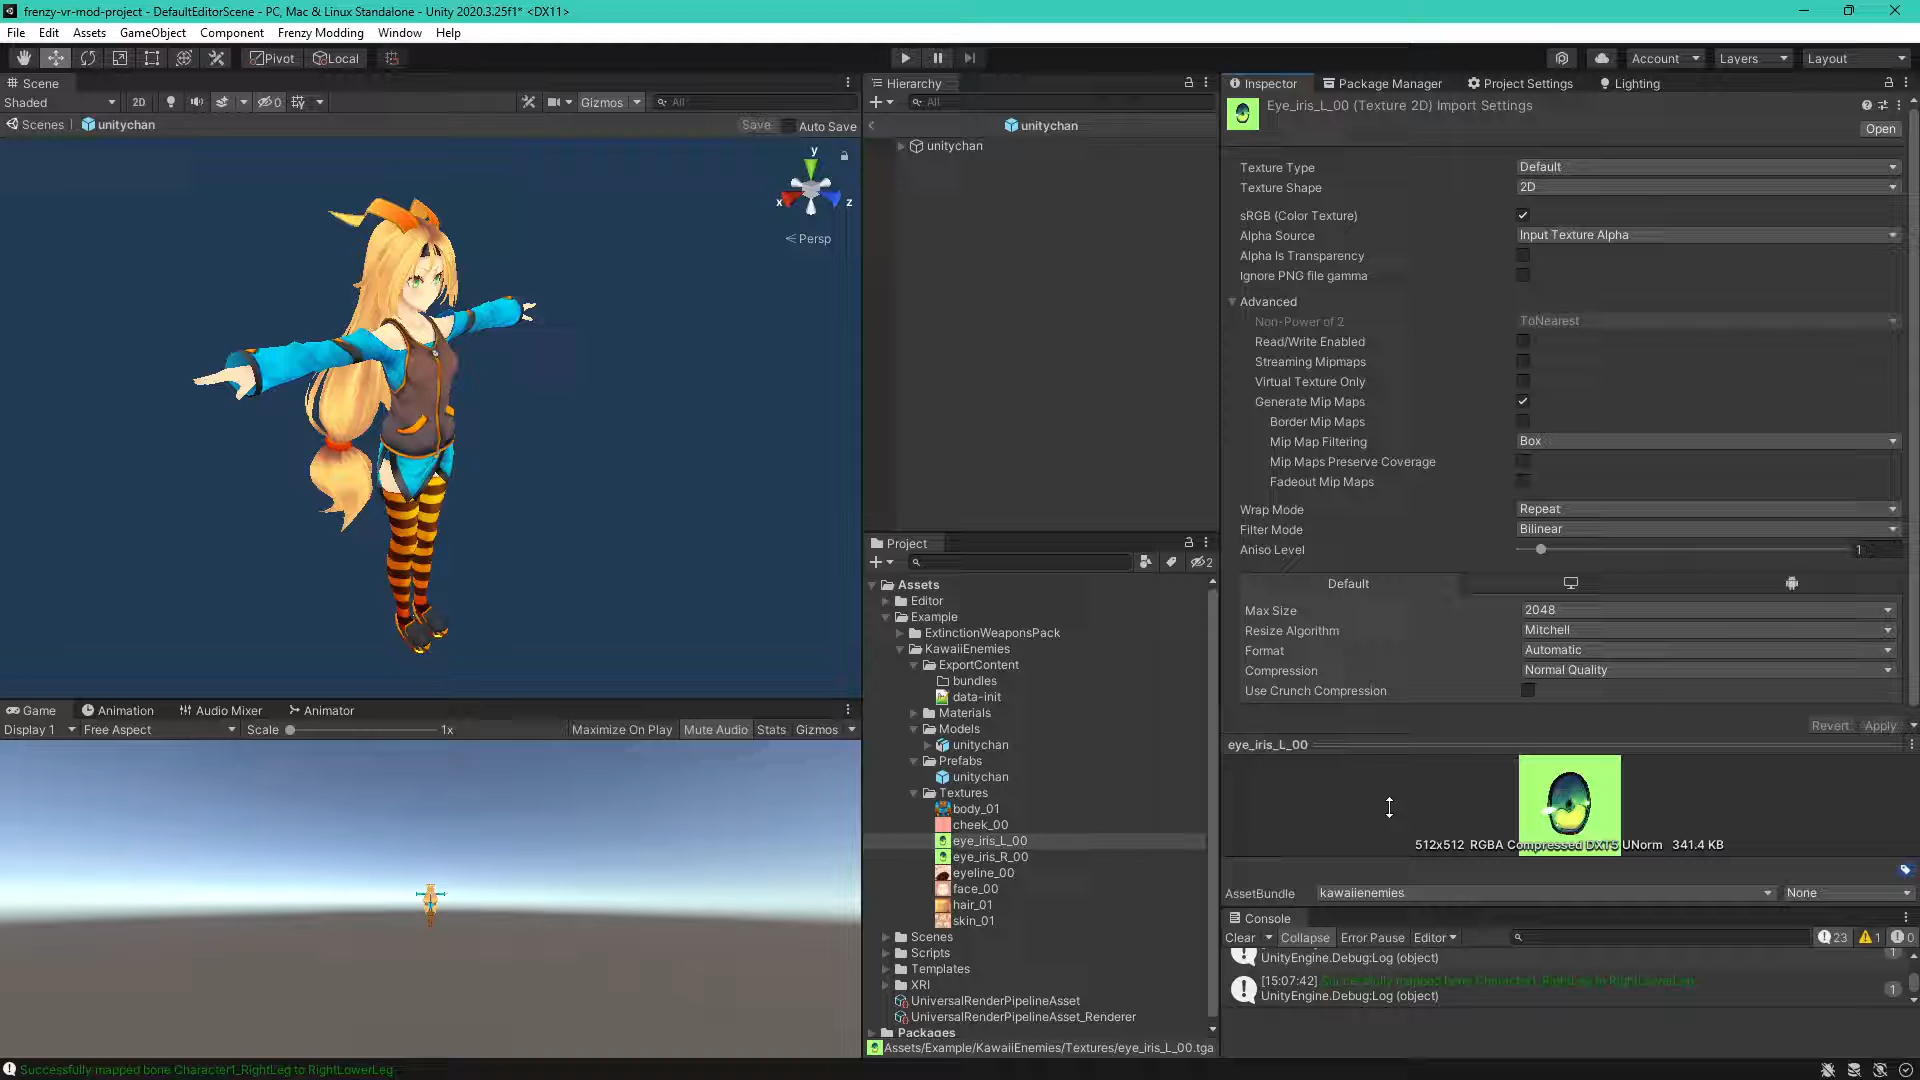 frenzy-vr-mod-project - DefaultEditorScene - PC, Mac & Linux Standalone - Unity 2020.3.25f1* <DX11>
File Edit Assets GameObject Component Frenzy Modding Window Help
Pivot Local Account Layers Layout
Scene
Shaded 2D 0 Gizmos All
Scenes unitychan Save Auto Save
y
x z
Persp
Game Animation Audio Mixer Animator
Display 1 Free Aspect Scale 1x Maximize On Play Mute Audio Stats Gizmos
Hierarchy
All
unitychan
unitychan
Project
2
Assets
Editor
Example
ExtinctionWeaponsPack
KawaiiEnemies
ExportContent
bundles
data-init
Materials
Models
unitychan
Prefabs
unitychan
Textures
body_01
cheek_00
eye_iris_L_00
eye_iris_R_00
eyeline_00
face_00
hair_01
skin_01
Scenes
Scripts
Templates
XRI
UniversalRenderPipelineAsset
UniversalRenderPipelineAsset_Renderer
Packages
Assets/Example/KawaiiEnemies/Textures/eye_iris_L_00.tga
Inspector Package Manager Project Settings Lighting
Eye_iris_L_00 (Texture 2D) Import Settings
Open
Texture Type Default
Texture Shape 2D
sRGB (Color Texture)
Alpha Source Input Texture Alpha
Alpha Is Transparency
Ignore PNG file gamma
Advanced
Non-Power of 2 ToNearest
Read/Write Enabled
Streaming Mipmaps
Virtual Texture Only
Generate Mip Maps
Border Mip Maps
Mip Map Filtering Box
Mip Maps Preserve Coverage
Fadeout Mip Maps
Wrap Mode Repeat
Filter Mode Bilinear
Aniso Level 1
Default
Max Size 2048
Resize Algorithm Mitchell
Format Automatic
Compression Normal Quality
Use Crunch Compression
Revert Apply
eye_iris_L_00
512x512 RGBA Compressed DXT5 UNorm 341.4 KB
AssetBundle kawaiienemies None
Console
Clear Collapse Error Pause Editor 23 1 0
UnityEngine.Debug:Log (object) 1
[15:07:42] Successfully mapped bone Character1_RightLeg to RightLowerLeg
UnityEngine.Debug:Log (object) 1
Successfully mapped bone Character1_RightLeg to RightLowerLeg